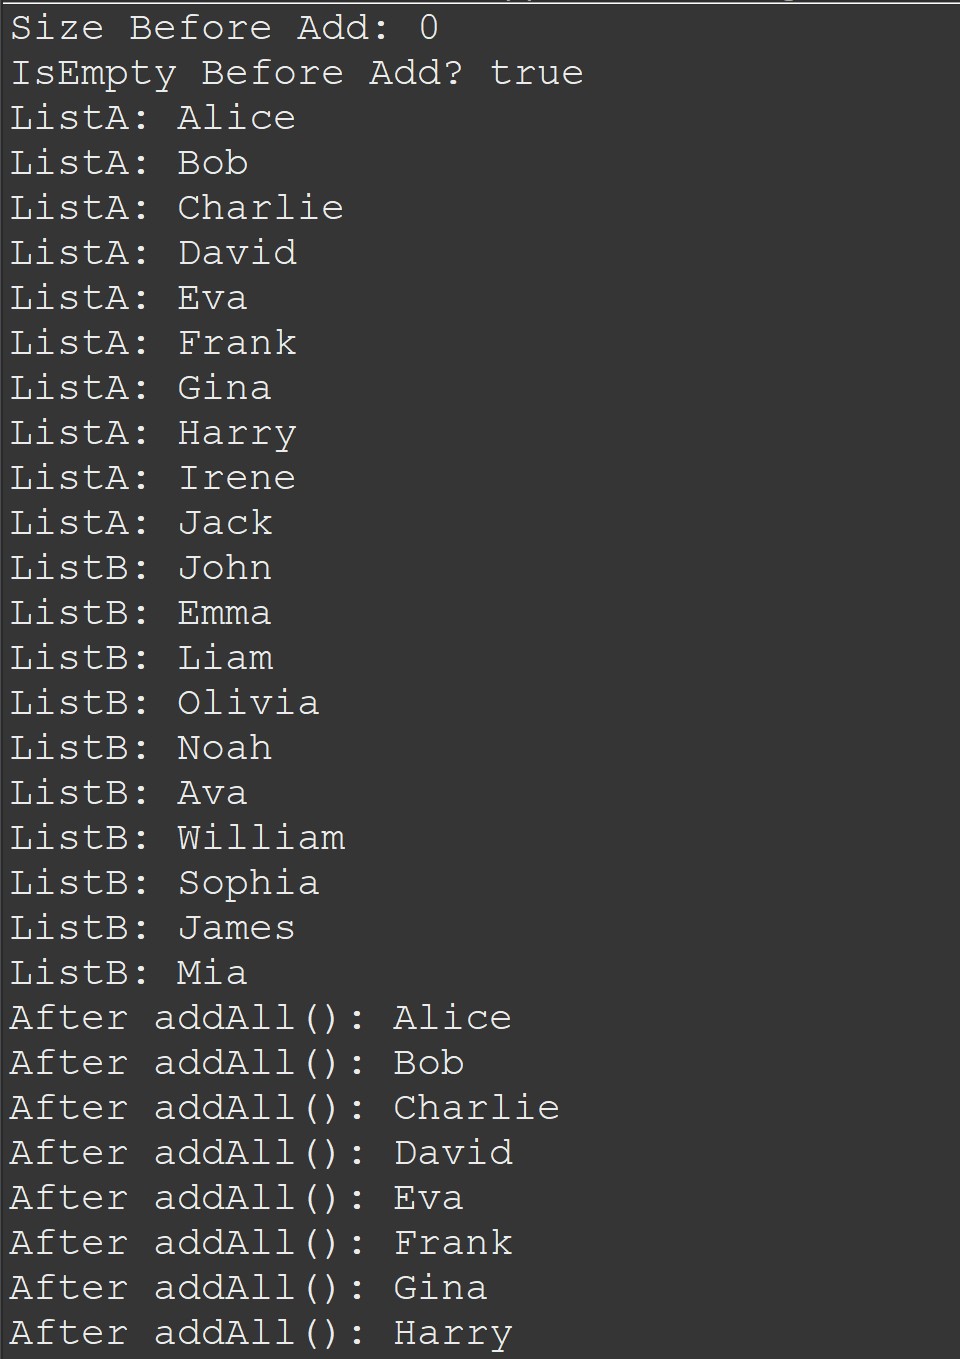 Size Before Add: 0
IsEmpty Before Add? true
ListA: Alice
ListA: Bob
ListA: Charlie
ListA: David
ListA: Eva
ListA: Frank
ListA: Gina
ListA: Harry
ListA: Irene
ListA: Jack
ListB: John
ListB: Emma
ListB: Liam
ListB: Olivia
ListB: Noah
ListB: Ava
ListB: William
ListB: Sophia
ListB: James
ListB: Mia
After addAll(): Alice
After addAll(): Bob
After addAll(): Charlie
After addAll(): David
After addAll(): Eva
After addAll(): Frank
After addAll(): Gina
After addAll(): Harry